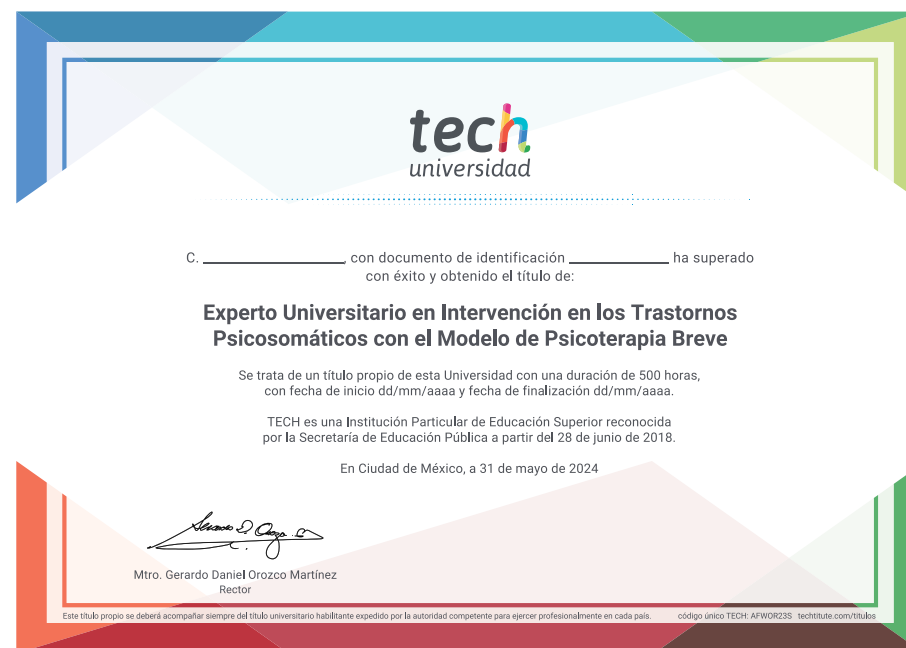 tech
universidad
C. ____________, con documento de identificación ____________ ha superado
con éxito y obtenido el título de:
Experto Universitario en Intervención en los Trastornos
Psicosomáticos con el Modelo de Psicoterapia Breve
Se trata de un título propio de esta Universidad con una duración de 500 horas,
con fecha de inicio dd/mm/aaaa y fecha de finalización dd/mm/aaaa.
TECH es una Institución Particular de Educación Superior reconocida
por la Secretaría de Educación Pública a partir del 28 de junio de 2018.
En Ciudad de México, a 31 de mayo de 2024
Mtro. Gerardo Daniel Orozco Martínez
Rector
Este título propio se deberá acompañar siempre del título universitario habilitante expedido por la autoridad competente para ejercer profesionalmente en cada país. código único TECH: AFWOR23S techtitute.com/titulos